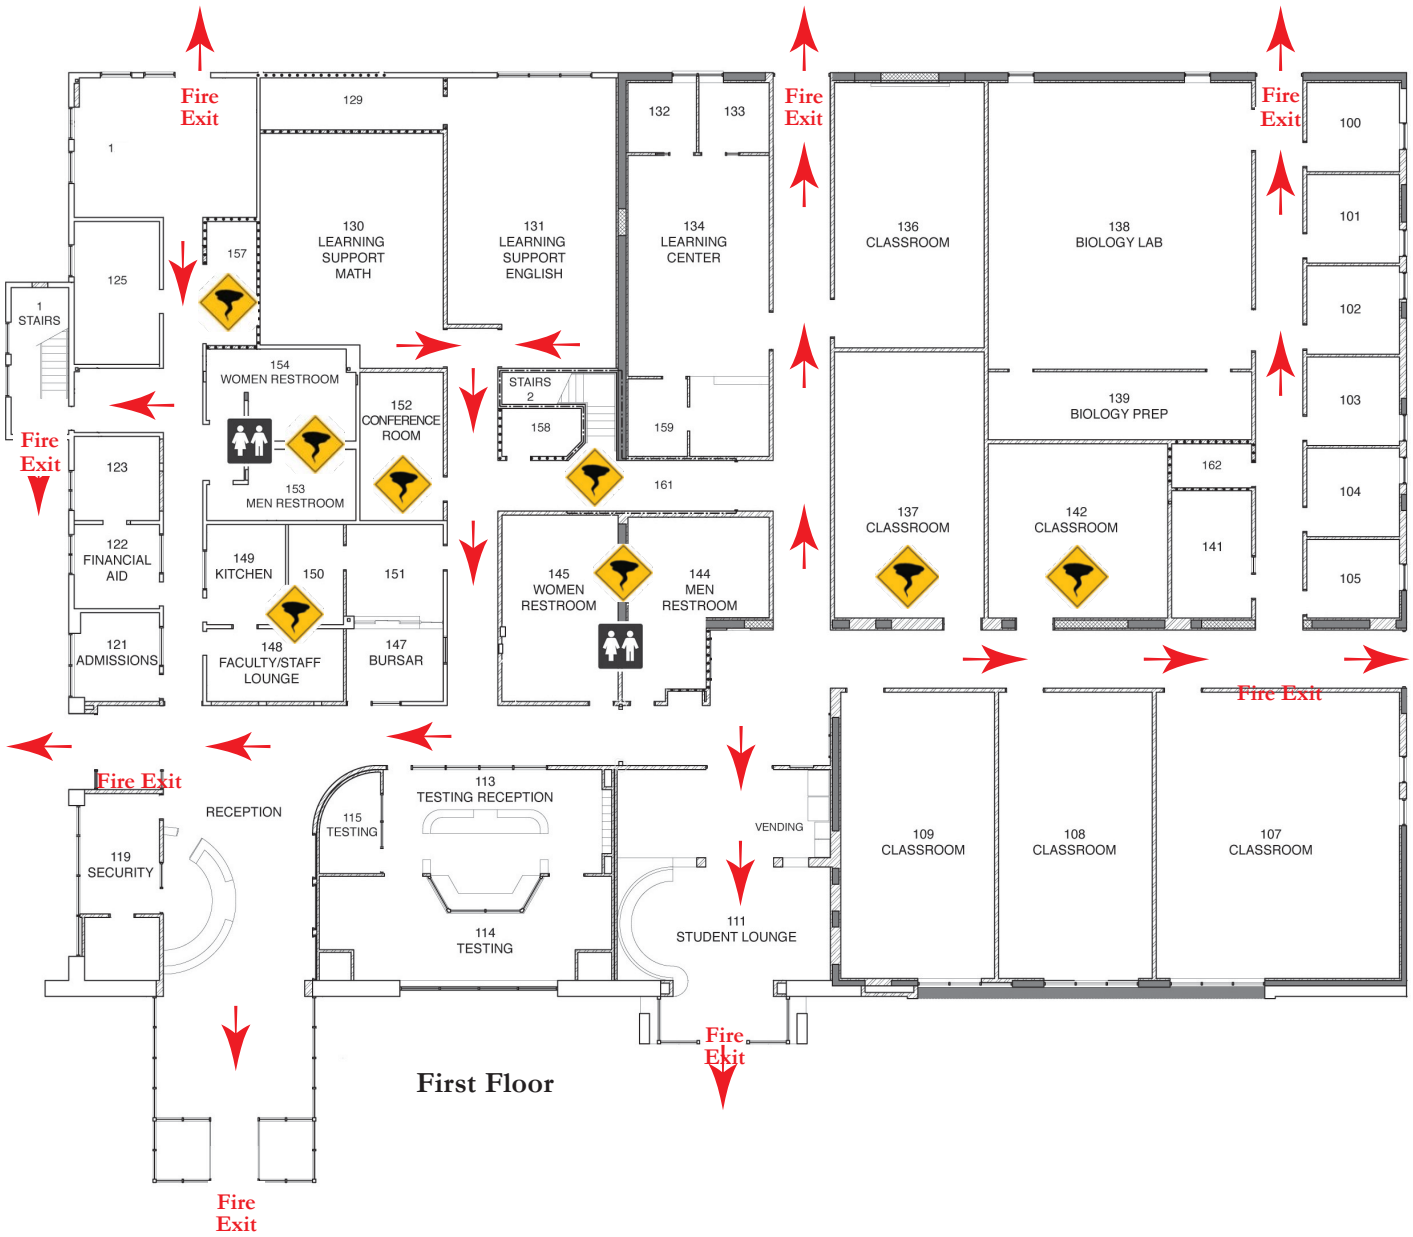 Fire
Exit
Fire
Exit
Fire
Exit
129
132
133
100
1
101
157
130
LEARNING
SUPPORT
MATH
131
LEARNING
SUPPORT
ENGLISH
134
LEARNING
CENTER
136
CLASSROOM
138
BIOLOGY LAB
125
1
STAIRS
102
154
WOMEN RESTROOM
STAIRS
2
152
CONFERENCE
ROOM
158
159
139
BIOLOGY PREP
103
Fire
Exit
123
162
161
153
MEN RESTROOM
104
137
CLASSROOM
142
CLASSROOM
141
122
FINANCIAL
AID
149
KITCHEN
150
151
145
WOMEN
RESTROOM
144
MEN
RESTROOM
105
121
ADMISSIONS
148
FACULTY/STAFF
LOUNGE
147
BURSAR
Fire Exit
Fire Exit
RECEPTION
113
TESTING RECEPTION
115
TESTING
VENDING
109
CLASSROOM
108
CLASSROOM
107
CLASSROOM
119
SECURITY
111
STUDENT LOUNGE
114
TESTING
Fire
Exit
First Floor
Fire
Exit